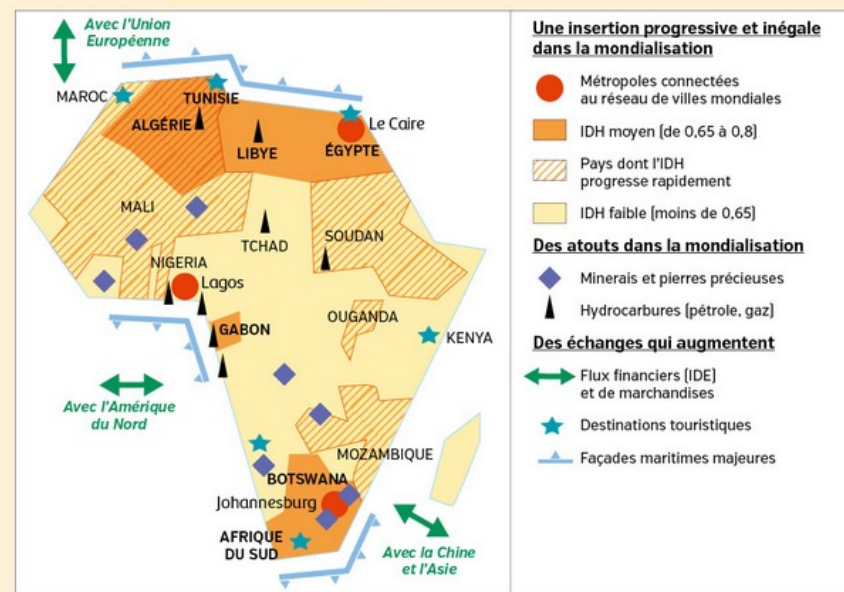 Avec l'Union
Européenne
MAROC
TUNISIE
ALGÉRIE
LIBYE
Le Caire
ÉGYPTE
MALI
TCHAD
SOUDAN
NIGERIA
Lagos
OUGANDA
GABON
KENYA
Avec l'Amérique
du Nord
MOZAMBIQUE
BOTSWANA
Johannesburg
AFRIQUE
DU SUD
Avec la Chine
et l'Asie
Une insertion progressive et inégale
dans la mondialisation
Métropoles connectées
au réseau de villes mondiales
IDH moyen (de 0,65 à 0,8)
Pays dont l'IDH
progresse rapidement
IDH faible (moins de 0,65)
Des atouts dans la mondialisation
Minerais et pierres précieuses
Hydrocarbures (pétrole, gaz)
Des échanges qui augmentent
Flux financiers (IDE)
et de marchandises
Destinations touristiques
Façades maritimes majeures